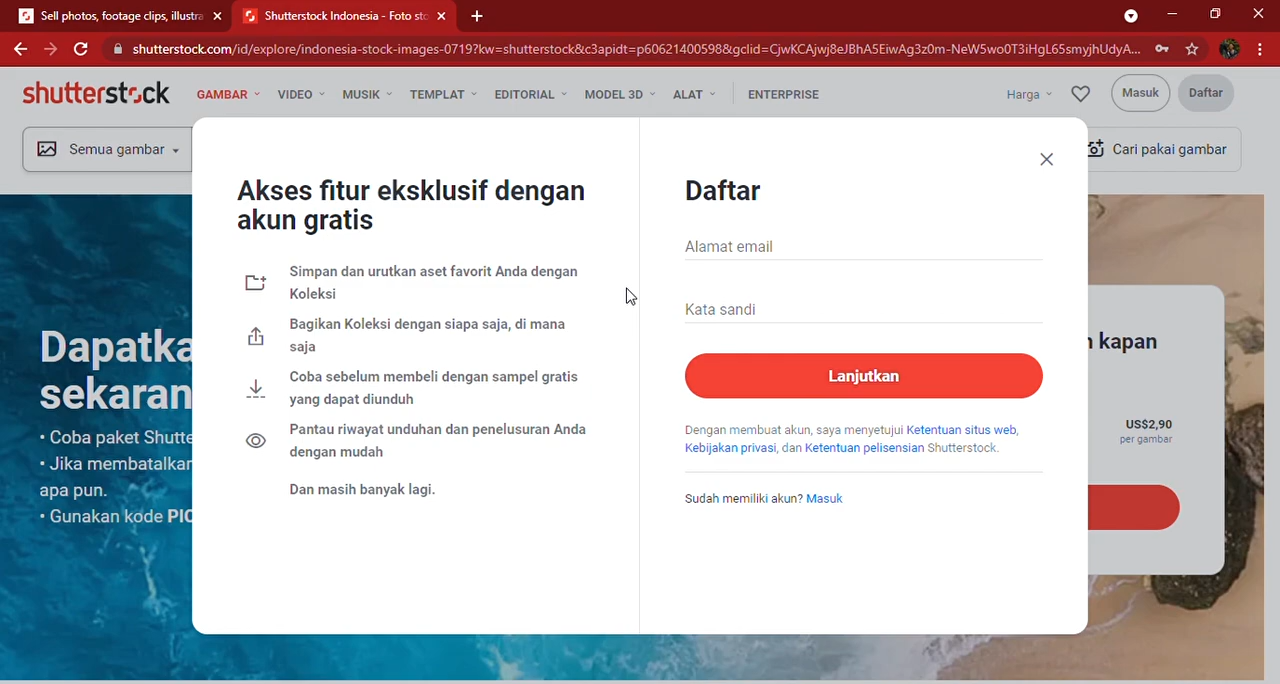 Sell photos, footage clips, illustra
Shutterstock Indonesia - Foto sto
shutterstock.com/id/explore/indonesia-stock-images-0719?kw=shutterstock&c3apidt=p60621400598&gclid=CjwKCAjwj8eJBhA5EiwAg3z0m-NeW5wo0T3iHgL65smyjhUdyA...
shutterstock GAMBAR VIDEO MUSIK TEMPLAT EDITORIAL MODEL 3D ALAT ENTERPRISE Harga Masuk Daftar
Semua gambar Cari pakai gambar
Akses fitur eksklusif dengan
akun gratis
Simpan dan urutkan aset favorit Anda dengan
Koleksi
Bagikan Koleksi dengan siapa saja, di mana
saja
Coba sebelum membeli dengan sampel gratis
yang dapat diunduh
Pantau riwayat unduhan dan penelusuran Anda
dengan mudah
Dan masih banyak lagi.
Daftar
Alamat email
Kata sandi
Lanjutkan
Dengan membuat akun, saya menyetujui Ketentuan situs web,
Kebijakan privasi, dan Ketentuan pelisensian Shutterstock.
Sudah memiliki akun? Masuk
Dapatka
sekaran
• Coba paket Shutte
• Jika membatalkan
apa pun.
• Gunakan kode PIC
n kapan
US$2,90
per gambar